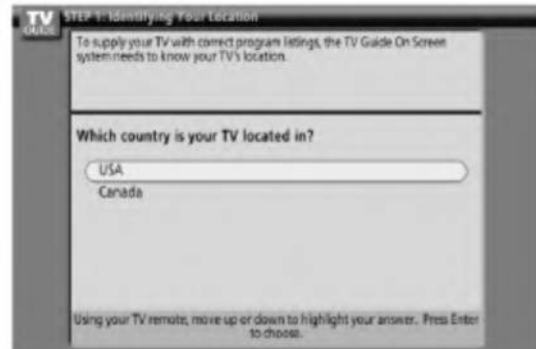 TV
GUIDE
STEP 1: Identifying Your Location
To supply your TV with correct program listings, the TV Guide On Screen
system needs to know your TV's location.
Which country is your TV located in?
USA
Canada
Using your TV remote, move up or down to highlight your answer. Press Enter
to choose.